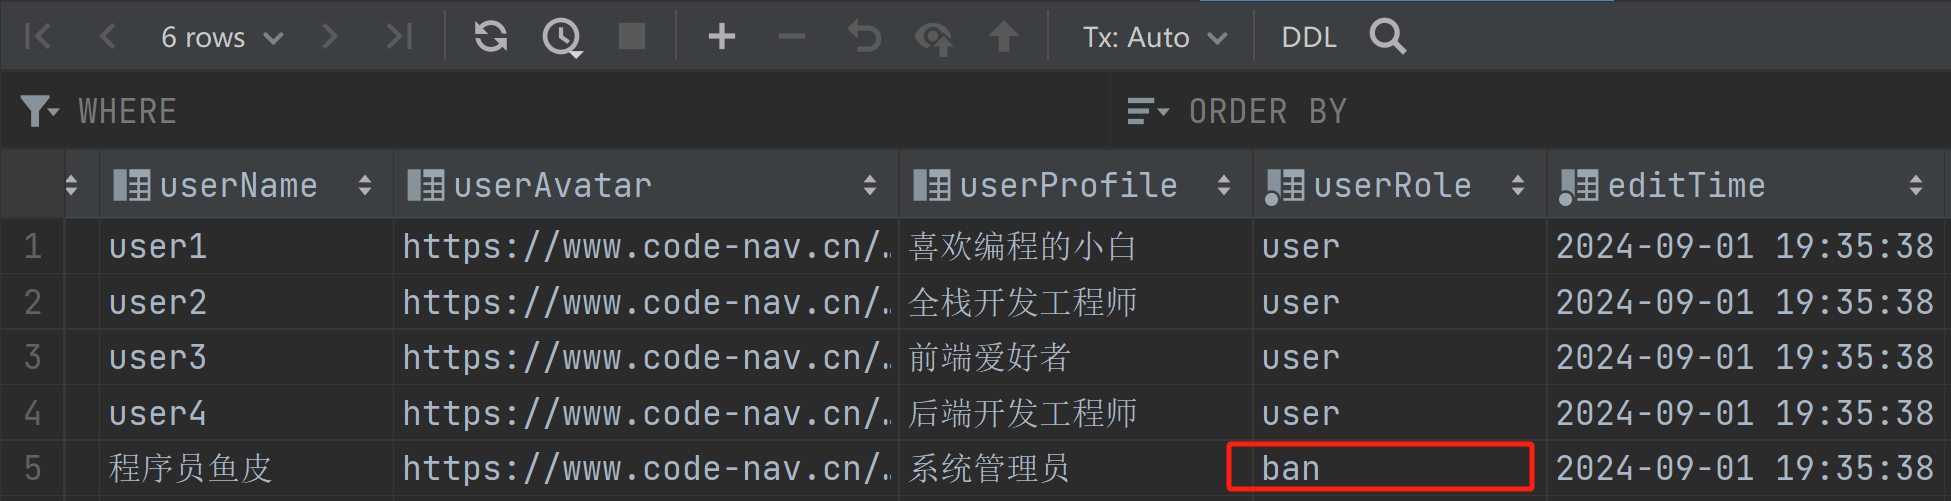 6 rows Tx: Auto DDL
WHERE ORDER BY
userName userAvatar userProfile userRole editTime
1 user1 https://www.code-nav.cn/… 喜欢编程的小白 user 2024-09-01 19:35:38
2 user2 https://www.code-nav.cn/… 全栈开发工程师 user 2024-09-01 19:35:38
3 user3 https://www.code-nav.cn/… 前端爱好者 user 2024-09-01 19:35:38
4 user4 https://www.code-nav.cn/… 后端开发工程师 user 2024-09-01 19:35:38
5 程序员鱼皮 https://www.code-nav.cn/… 系统管理员 ban 2024-09-01 19:35:38